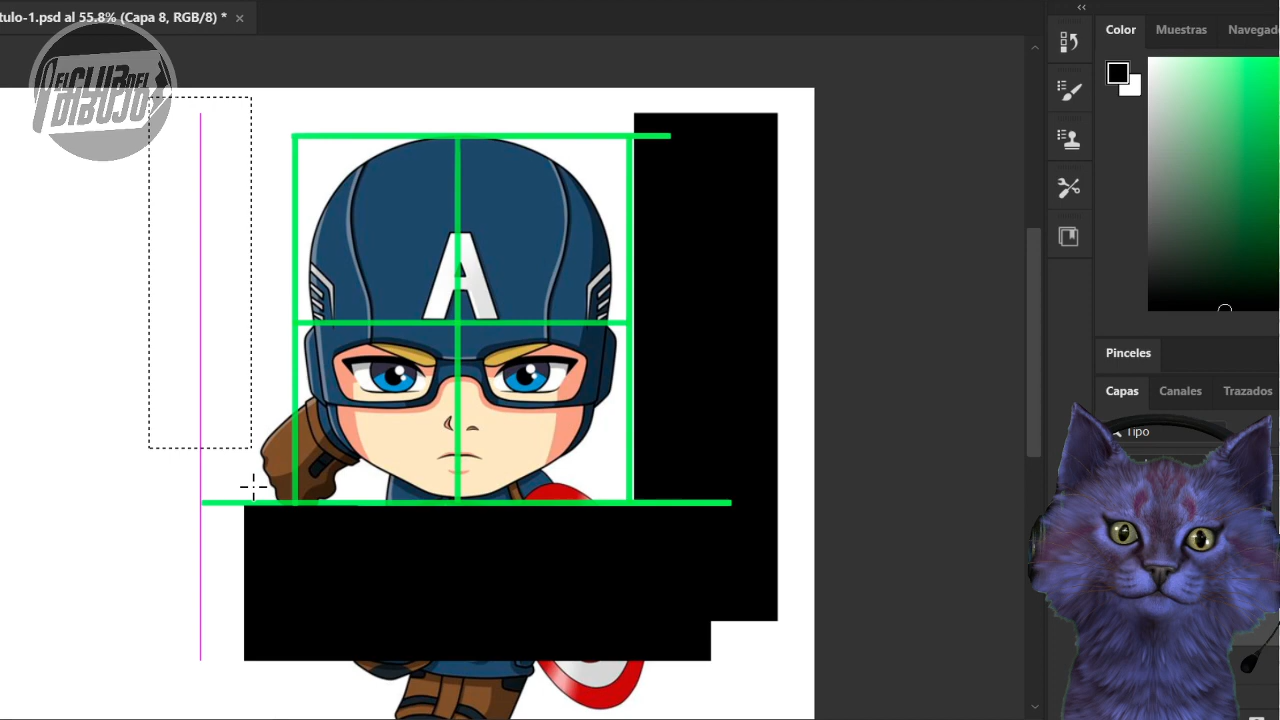 tulo-1.psd al 55.8% (Capa 8, RGB/8) *
EL CLUB DEL
DIBUJO
A
Color
Muestras
Navegad
Pinceles
Capas
Canales
Trazados
Tipo